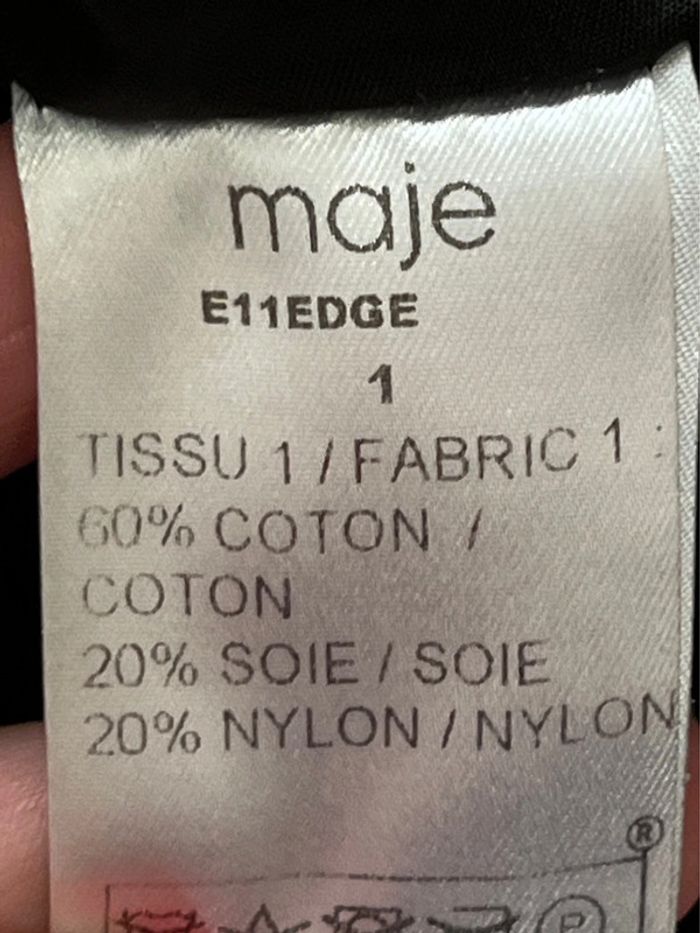 maje
E11EDGE
1
TISSU 1 / FABRIC 1 :
60% COTON /
COTON
20% SOIE / SOIE
20% NYLON / NYLON
®
P